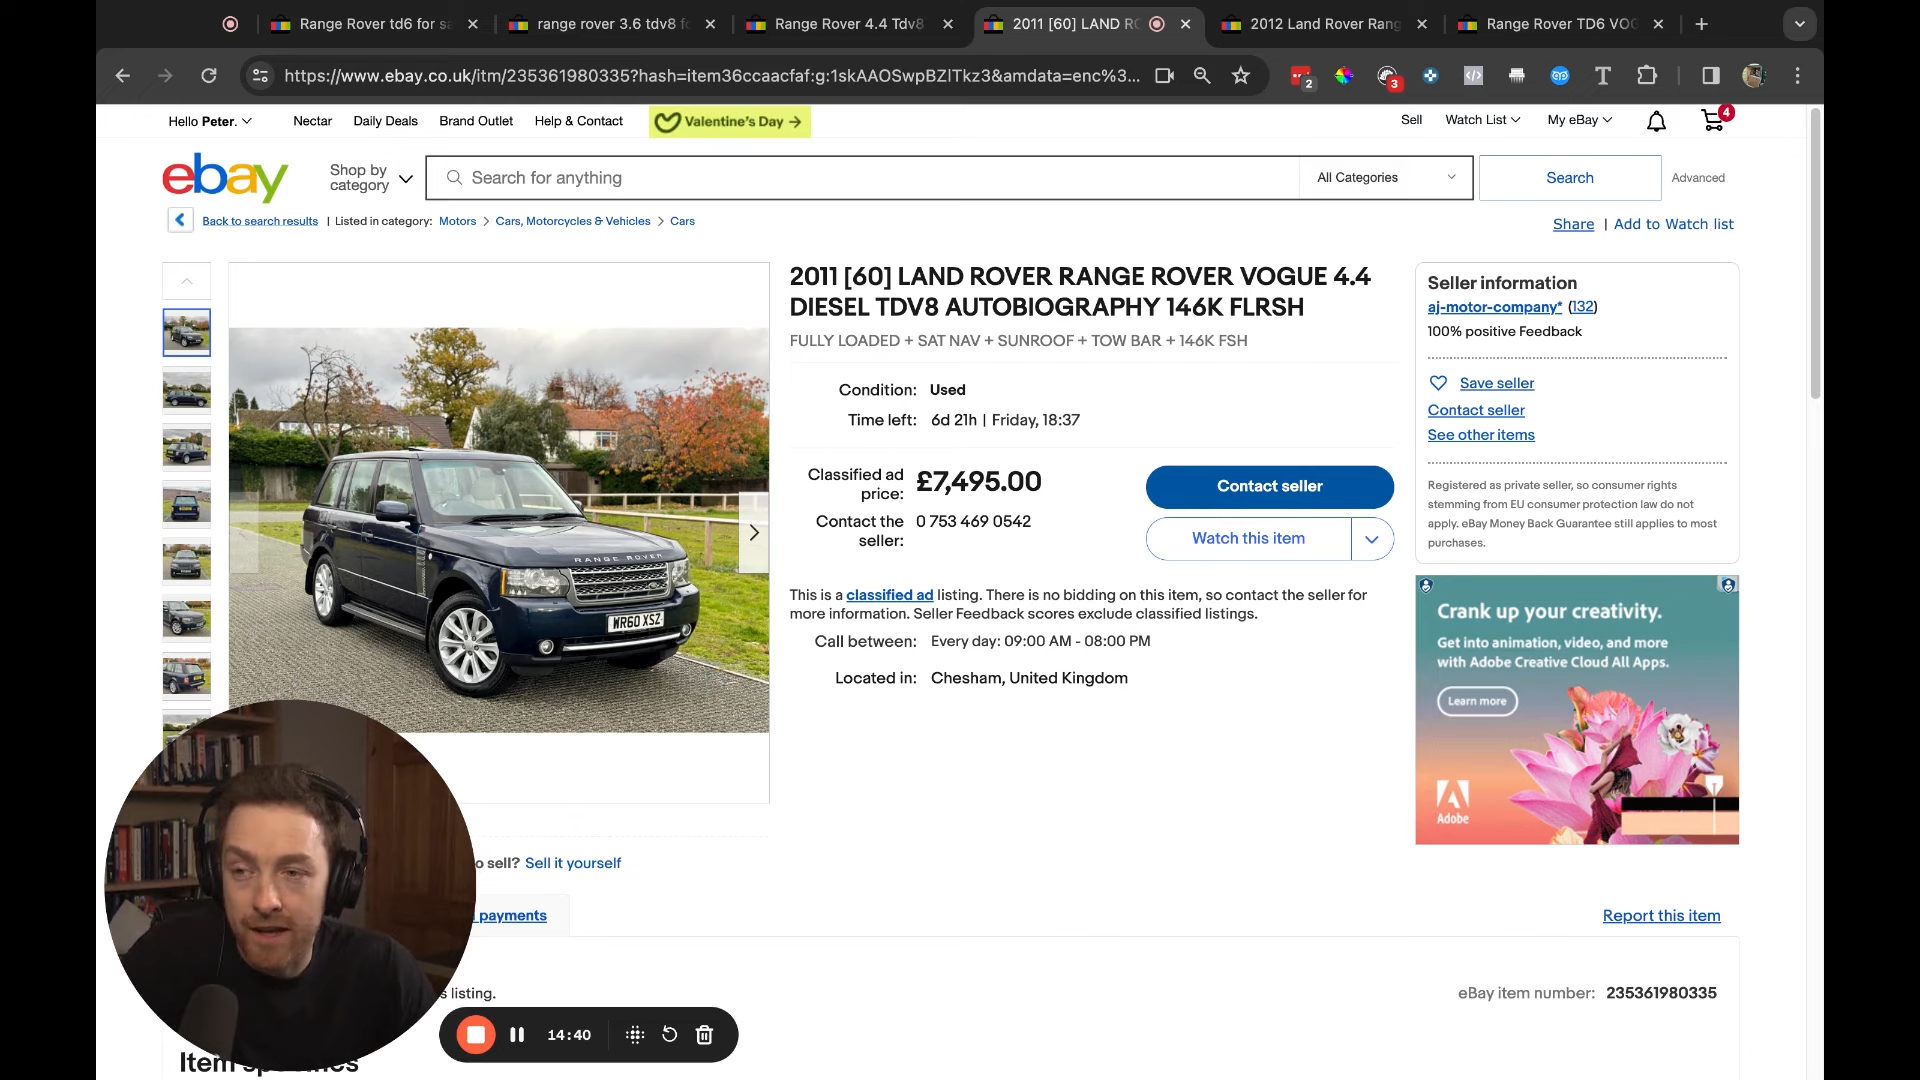 Range Rover td6 for sa
range rover 3.6 tdv8 fo
Range Rover 4.4 Tdv8
2011 [60] LAND RO
2012 Land Rover Rang
Range Rover TD6 VOG
https://www.ebay.co.uk/itm/235361980335?hash=item36ccaacfaf:g:1skAAOSwpBZlTkz3&amdata=enc%3...
2
3
Hello Peter.
Nectar
Daily Deals
Brand Outlet
Help & Contact
Valentine's Day →
Sell
Watch List
My eBay
4
ebay
Shop by category
Search for anything
All Categories
Search
Advanced
Back to search results | Listed in category: Motors > Cars, Motorcycles & Vehicles > Cars
Share | Add to Watch list
2011 [60] LAND ROVER RANGE ROVER VOGUE 4.4
DIESEL TDV8 AUTOBIOGRAPHY 146K FLRSH
FULLY LOADED + SAT NAV + SUNROOF + TOW BAR + 146K FSH
Condition: Used
Time left: 6d 21h | Friday, 18:37
Classified ad price: £7,495.00
Contact the seller: 0 753 469 0542
Contact seller
Watch this item
This is a classified ad listing. There is no bidding on this item, so contact the seller for
more information. Seller Feedback scores exclude classified listings.
Call between: Every day: 09:00 AM - 08:00 PM
Located in: Chesham, United Kingdom
RANGE ROVER
WR60 XSZ
Seller information
aj-motor-company* (132)
100% positive Feedback
Save seller
Contact seller
See other items
Registered as private seller, so consumer rights
stemming from EU consumer protection law do not
apply. eBay Money Back Guarantee still applies to most
purchases.
Crank up your creativity.
Get into animation, video, and more
with Adobe Creative Cloud All Apps.
Learn more
Adobe
o sell? Sell it yourself
payments
Report this item
s listing.
eBay item number: 235361980335
14:40
Item